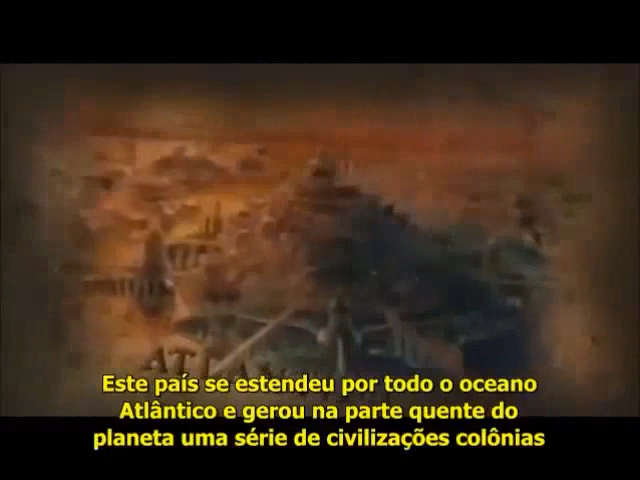 Este país se estendeu por todo o oceano
Atlântico e gerou na parte quente do
planeta uma série de civilizações colônias